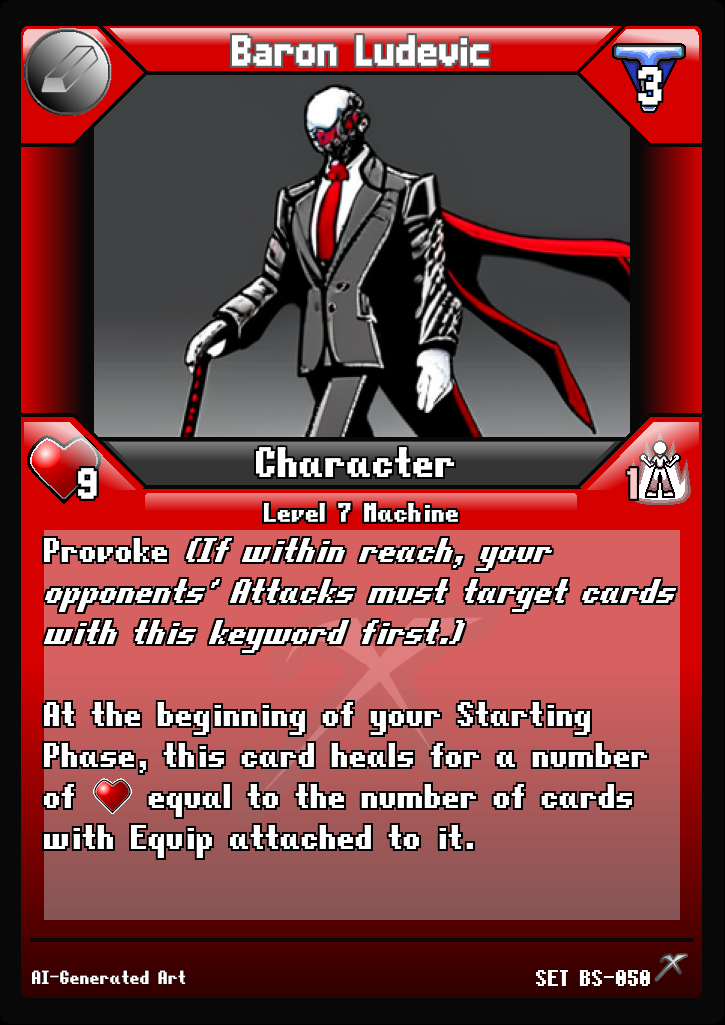 Baron Ludevic
3
Character
9
1
Level 7 Machine
Provoke (If within reach, your
opponents' Attacks must target cards
with this keyword first.)
At the beginning of your Starting
Phase, this card heals for a number
of equal to the number of cards
with Equip attached to it.
AI-Generated Art
SET BS-050